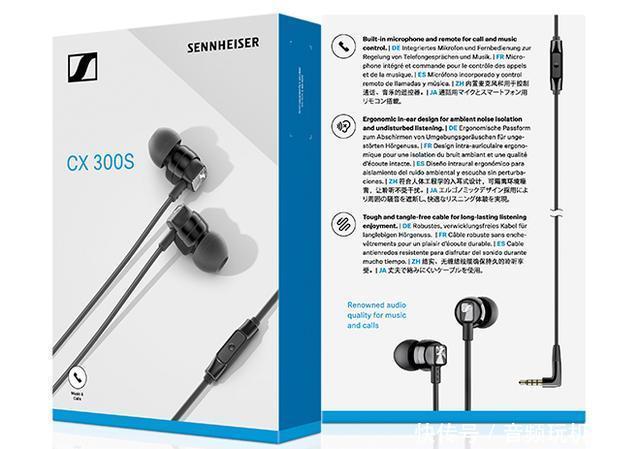 SENNHEISER
CX 300S
Music &
Calls
Built-in microphone and remote for call and music
control. | DE Integriertes Mikrofon und Fernbedienung zur
Regelung von Telefongesprächen und Musik. | FR Micro-
phone intégré et commande pour le contrôle des appels
et de la musique. | ES Micrófono incorporado y control
remoto de llamadas y música. | ZH 内置麦克风和用于控制
通话、音乐的遥控器。 | JA 通話用マイクとスマートフォン用
リモコン搭載。
Ergonomic in-ear design for ambient noise isolation
and undisturbed listening. | DE Ergonomische Passform
zum Abschirmen von Umgebungsgeräuschen für unge-
störten Hörgenuss. | FR Design intra-auriculaire ergono-
mique pour une isolation du bruit ambiant et une qualité
d'écoute intacte. | ES Diseño intraural ergonómico para
aislamiento del ruido ambiental y escucha sin perturba-
ciones. | ZH 符合人体工程学的入耳式设计，可隔离环境噪
音，让聆听不受干扰。 | JA エルゴノミックデザイン採用によ
り周囲の騒音を遮断し、快適なリスニング体験を実現。
Tough and tangle-free cable for long-lasting listening
enjoyment. | DE Robustes, verwicklungsfreies Kabel für
langlebigen Hörgenuss. | FR Câble robuste sans enche-
vêtrements pour un plaisir d'écoute durable. | ES Cable
antienredos resistente para disfrutar del sonido durante
mucho tiempo. | ZH 结实、无缠结线缆确保持久的聆听享
受。 | JA 丈夫で絡みにくいケーブルを使用。
Renowned audio
quality for music
and calls
快传号 / 音频玩机